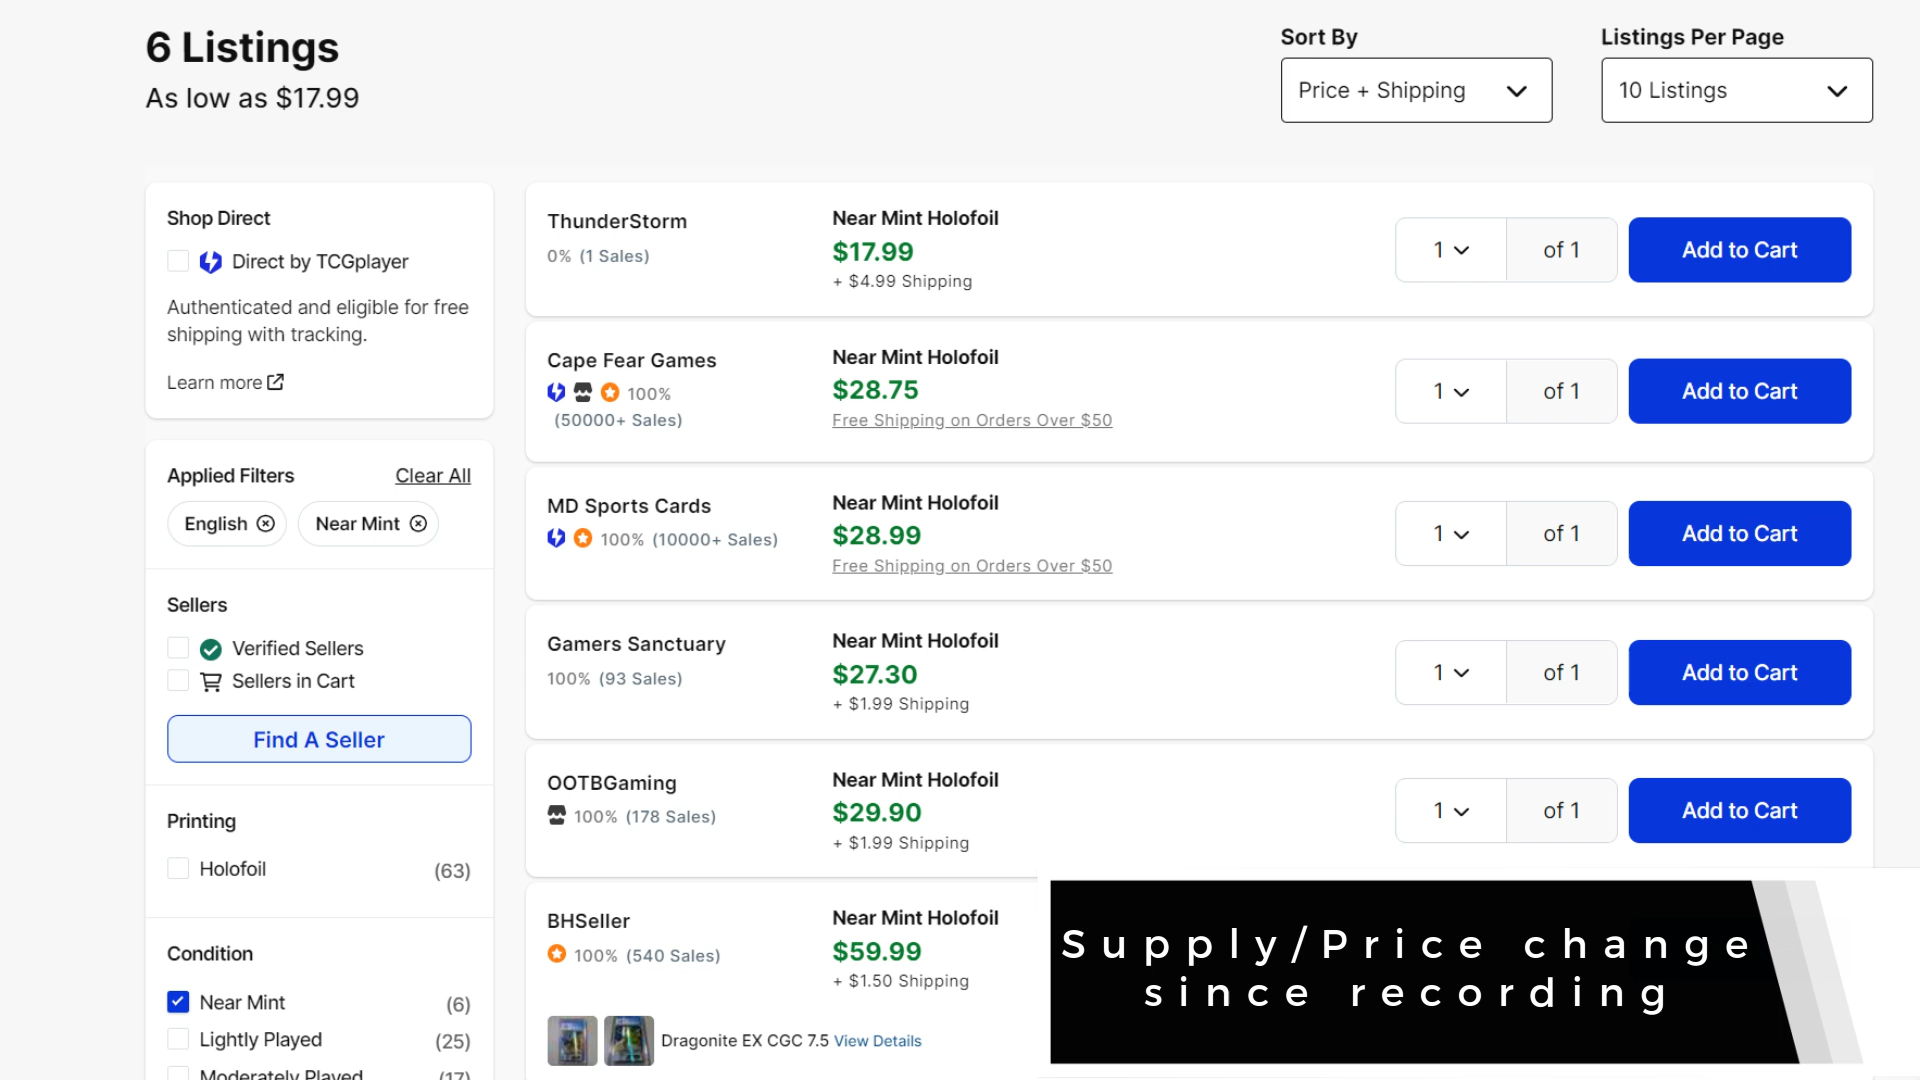 6 Listings
As low as $17.99
Sort By
Price + Shipping
Listings Per Page
10 Listings
Shop Direct
Direct by TCGplayer
Authenticated and eligible for free
shipping with tracking.
Learn more
Applied Filters
Clear All
English
Near Mint
Sellers
Verified Sellers
Sellers in Cart
Find A Seller
Printing
Holofoil (63)
Condition
Near Mint (6)
Lightly Played (25)
Moderately Played (17)
ThunderStorm
0% (1 Sales)
Near Mint Holofoil
$17.99
+ $4.99 Shipping
1 of 1
Add to Cart
Cape Fear Games
100%
(50000+ Sales)
Near Mint Holofoil
$28.75
Free Shipping on Orders Over $50
1 of 1
Add to Cart
MD Sports Cards
100% (10000+ Sales)
Near Mint Holofoil
$28.99
Free Shipping on Orders Over $50
1 of 1
Add to Cart
Gamers Sanctuary
100% (93 Sales)
Near Mint Holofoil
$27.30
+ $1.99 Shipping
1 of 1
Add to Cart
OOTBGaming
100% (178 Sales)
Near Mint Holofoil
$29.90
+ $1.99 Shipping
1 of 1
Add to Cart
BHSeller
100% (540 Sales)
Near Mint Holofoil
$59.99
+ $1.50 Shipping
Dragonite EX CGC 7.5 View Details
Supply/Price change
since recording